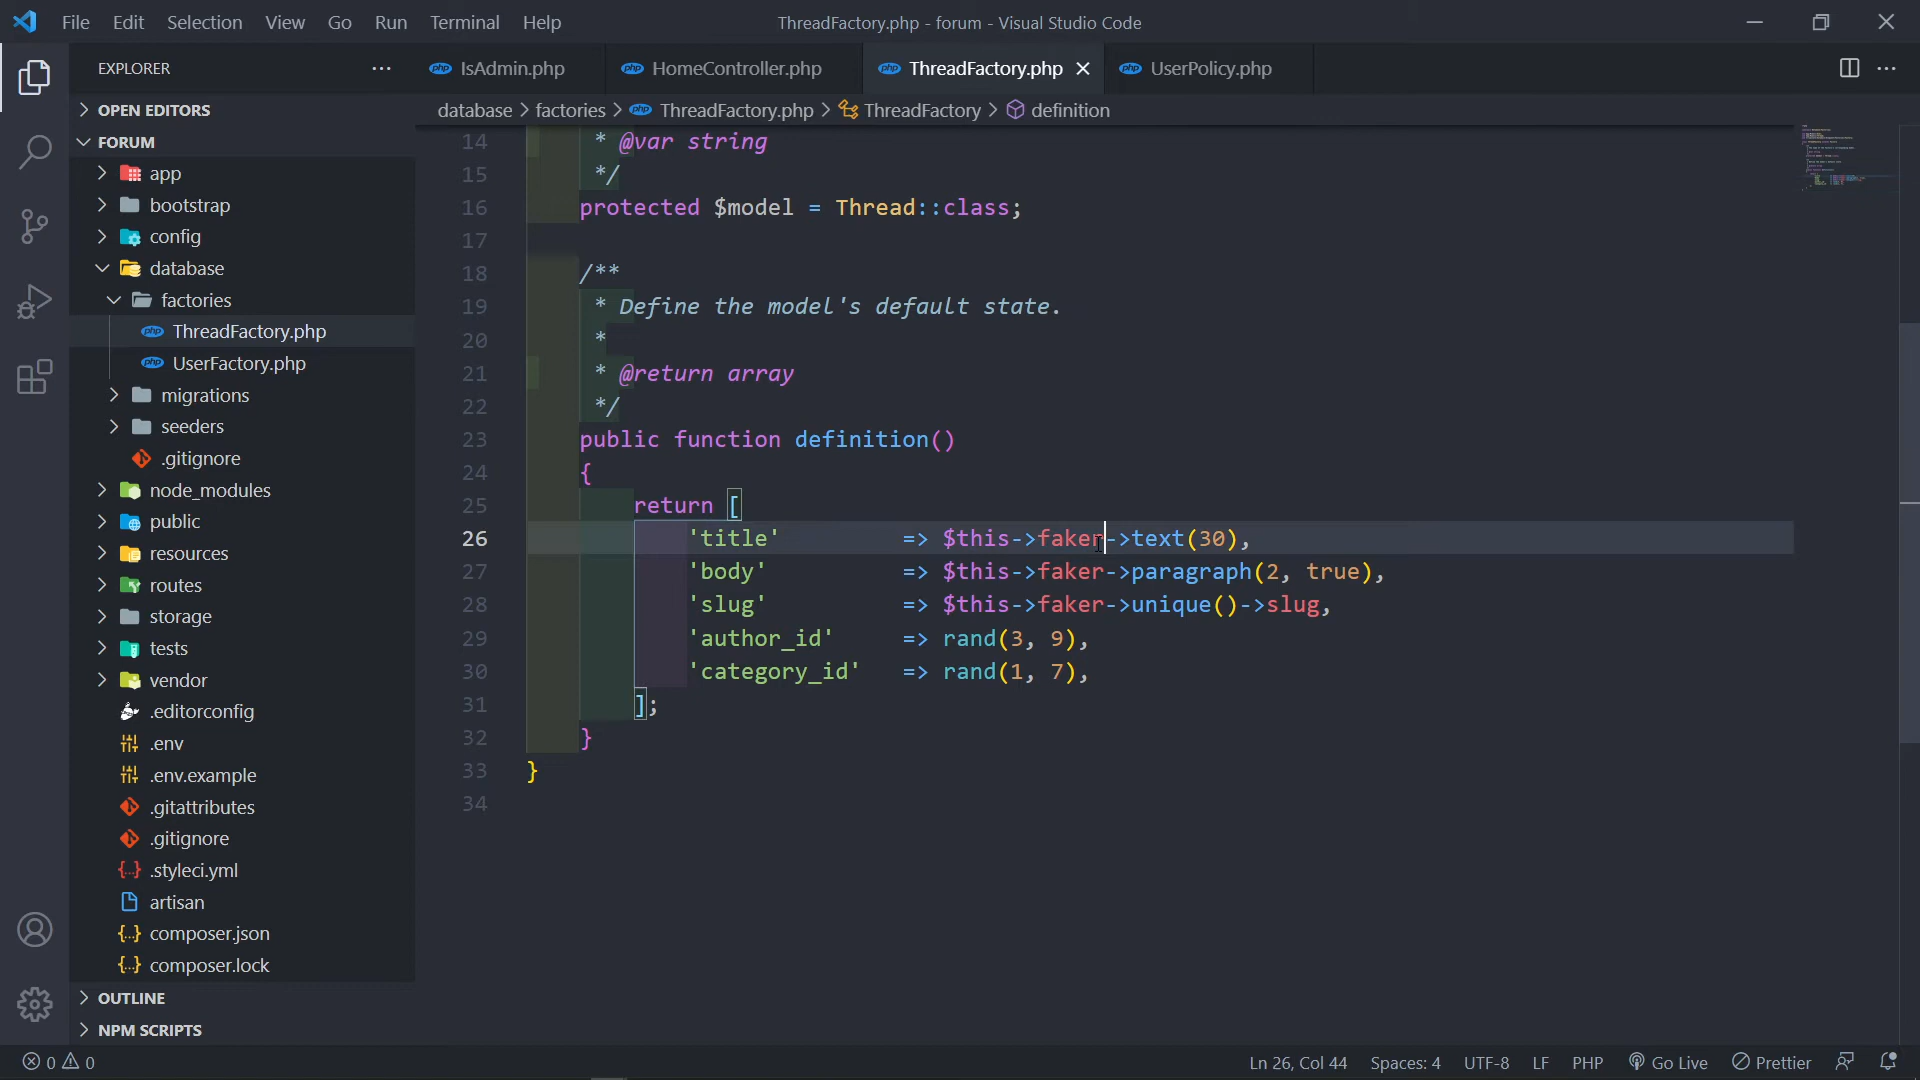 File Edit Selection View Go Run Terminal Help
ThreadFactory.php - forum - Visual Studio Code
EXPLORER
IsAdmin.php
HomeController.php
ThreadFactory.php
UserPolicy.php
OPEN EDITORS
database > factories > ThreadFactory.php > ThreadFactory > definition
FORUM
app
bootstrap
config
database
factories
ThreadFactory.php
UserFactory.php
migrations
seeders
.gitignore
node_modules
public
resources
routes
storage
tests
vendor
.editorconfig
.env
.env.example
.gitattributes
.gitignore
.styleci.yml
artisan
composer.json
composer.lock
OUTLINE
NPM SCRIPTS
14 * @var string
15 */
16 protected $model = Thread::class;
17
18 /**
19 * Define the model's default state.
20 *
21 * @return array
22 */
23 public function definition()
24 {
25 return [
26 'title' => $this->faker->text(30),
27 'body' => $this->faker->paragraph(2, true),
28 'slug' => $this->faker->unique()->slug,
29 'author_id' => rand(3, 9),
30 'category_id' => rand(1, 7),
31 ];
32 }
33 }
34
0 0
Ln 26, Col 44 Spaces: 4 UTF-8 LF PHP Go Live Prettier